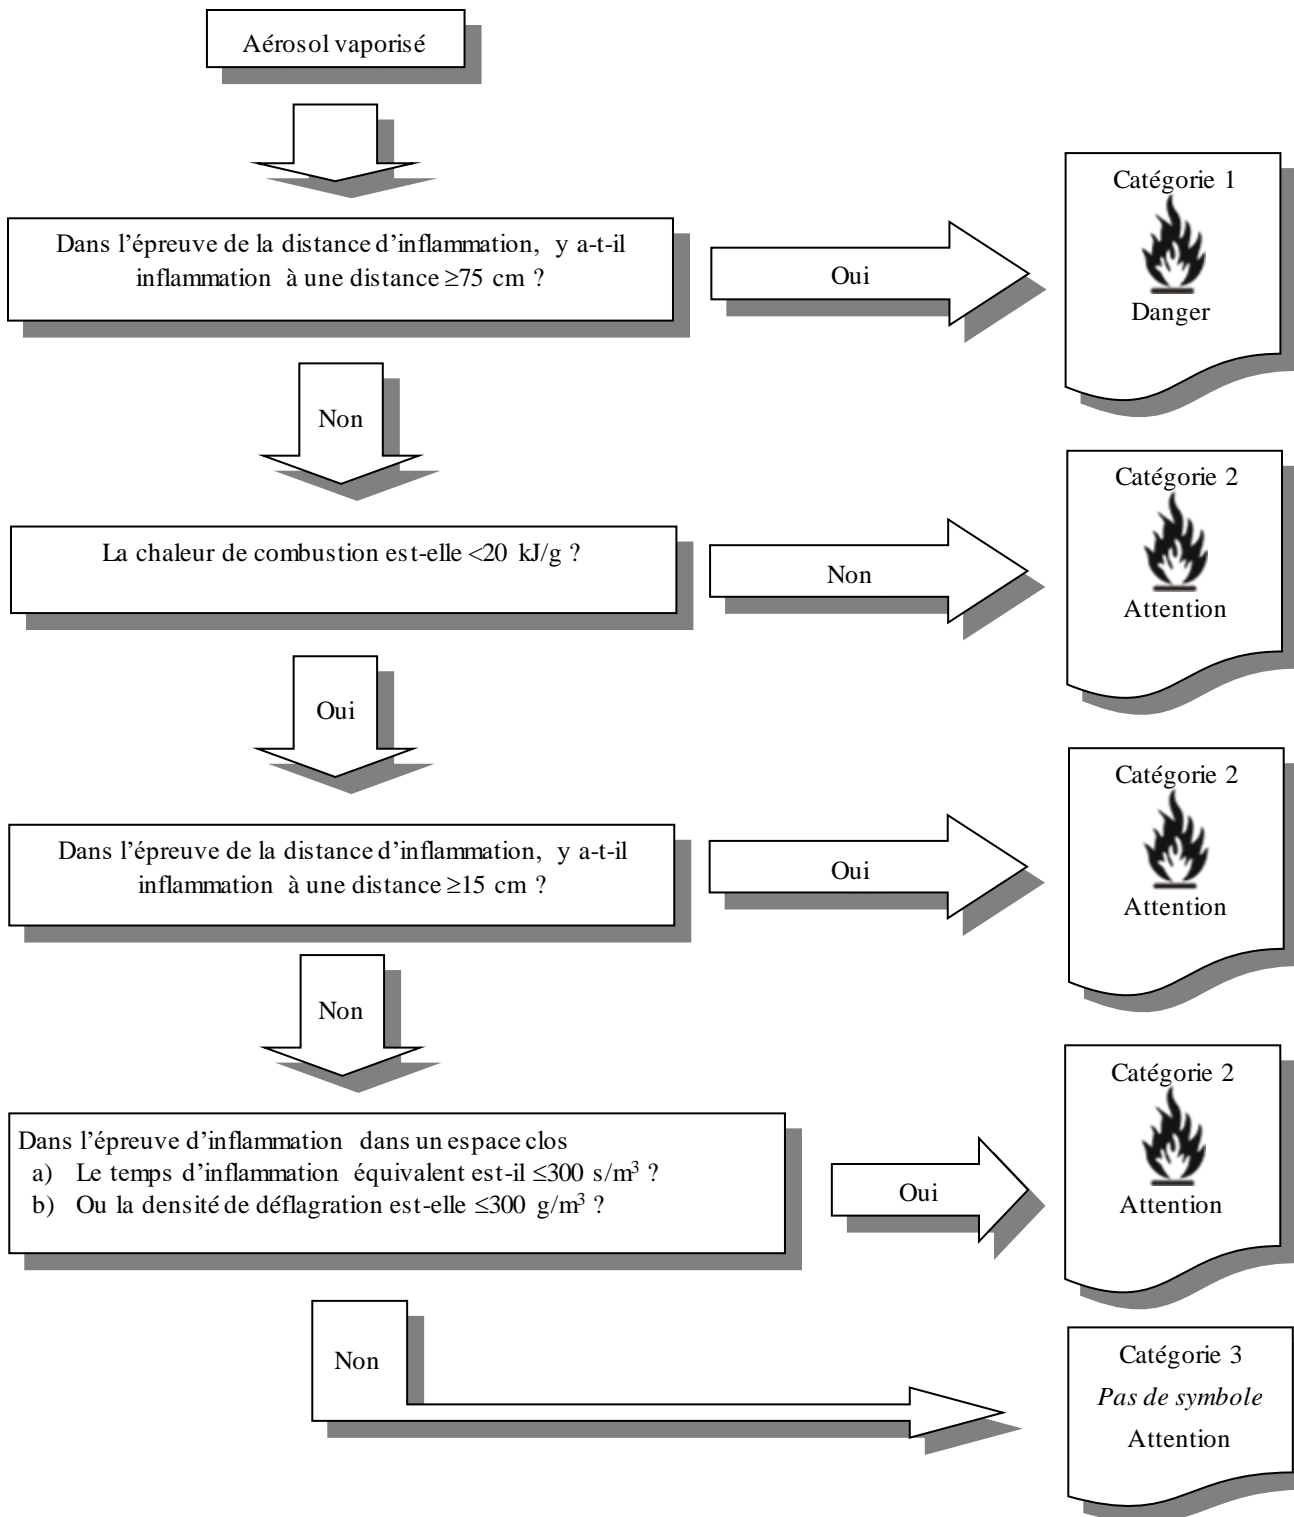 Aérosol vaporisé
Dans l’épreuve de la distance d’inflammation, y a-t-il
inflammation à une distance ≥75 cm ?
Oui
Catégorie 1
Danger
Non
La chaleur de combustion est-elle <20 kJ/g ?
Non
Catégorie 2
Attention
Oui
Dans l’épreuve de la distance d’inflammation, y a-t-il
inflammation à une distance ≥15 cm ?
Oui
Catégorie 2
Attention
Non
Dans l’épreuve d’inflammation dans un espace clos
a) Le temps d’inflammation équivalent est-il ≤300 s/m³ ?
b) Ou la densité de déflagration est-elle ≤300 g/m³ ?
Oui
Catégorie 2
Attention
Non
Catégorie 3
Pas de symbole
Attention